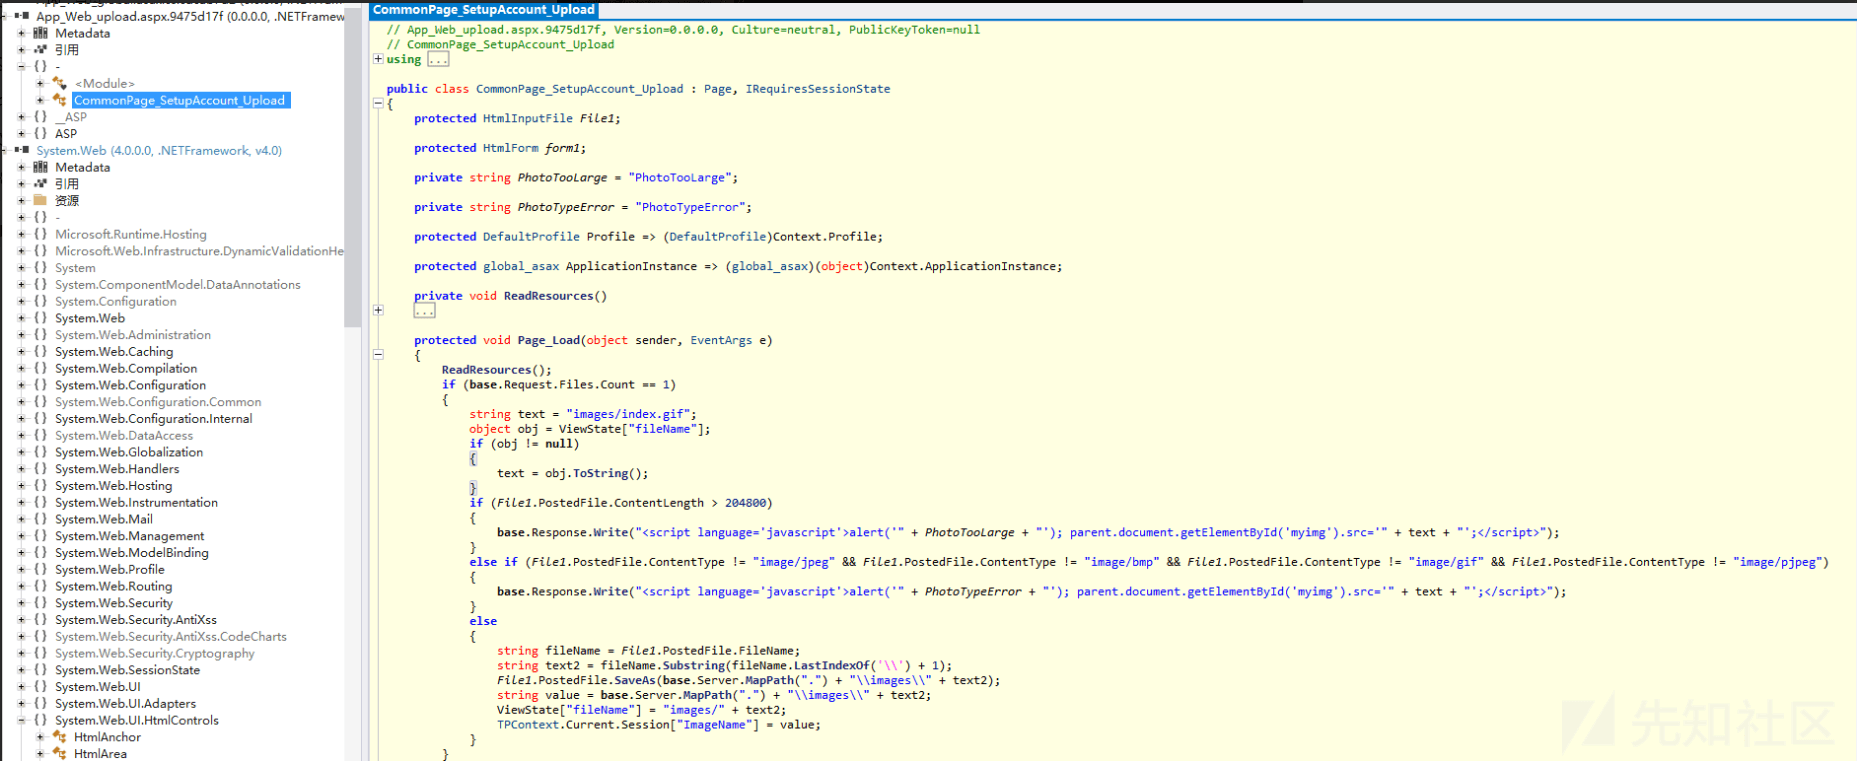 App_Web_upload.aspx.9475d17f (0.0.0.0, .NETFramew
Metadata
引用
{} -
<Module>
CommonPage_SetupAccount_Upload
{} __ASP
{} ASP
System.Web (4.0.0.0, .NETFramework, v4.0)
Metadata
引用
资源
{} -
{} Microsoft.Runtime.Hosting
{} Microsoft.Web.Infrastructure.DynamicValidationHe
{} System
{} System.ComponentModel.DataAnnotations
{} System.Configuration
{} System.Web
{} System.Web.Administration
{} System.Web.Caching
{} System.Web.Compilation
{} System.Web.Configuration
{} System.Web.Configuration.Common
{} System.Web.Configuration.Internal
{} System.Web.DataAccess
{} System.Web.Globalization
{} System.Web.Handlers
{} System.Web.Hosting
{} System.Web.Instrumentation
{} System.Web.Mail
{} System.Web.Management
{} System.Web.ModelBinding
{} System.Web.Profile
{} System.Web.Routing
{} System.Web.Security
{} System.Web.Security.AntiXss
{} System.Web.Security.AntiXss.CodeCharts
{} System.Web.Security.Cryptography
{} System.Web.SessionState
{} System.Web.UI
{} System.Web.UI.Adapters
{} System.Web.UI.HtmlControls
HtmlAnchor
HtmlArea
CommonPage_SetupAccount_Upload
// App_Web_upload.aspx.9475d17f, Version=0.0.0.0, Culture=neutral, PublicKeyToken=null
// CommonPage_SetupAccount_Upload
using ...
public class CommonPage_SetupAccount_Upload : Page, IRequiresSessionState
{
protected HtmlInputFile File1;
protected HtmlForm form1;
private string PhotoTooLarge = "PhotoTooLarge";
private string PhotoTypeError = "PhotoTypeError";
protected DefaultProfile Profile => (DefaultProfile)Context.Profile;
protected global_asax ApplicationInstance => (global_asax)(object)Context.ApplicationInstance;
private void ReadResources()
...
protected void Page_Load(object sender, EventArgs e)
{
ReadResources();
if (base.Request.Files.Count == 1)
{
string text = "images/index.gif";
object obj = ViewState["fileName"];
if (obj != null)
{
text = obj.ToString();
}
if (File1.PostedFile.ContentLength > 204800)
{
base.Response.Write("<script language='javascript'>alert('" + PhotoTooLarge + "'); parent.document.getElementById('myimg').src='" + text + "';</script>");
}
else if (File1.PostedFile.ContentType != "image/jpeg" && File1.PostedFile.ContentType != "image/bmp" && File1.PostedFile.ContentType != "image/gif" && File1.PostedFile.ContentType != "image/pjpeg")
{
base.Response.Write("<script language='javascript'>alert('" + PhotoTypeError + "'); parent.document.getElementById('myimg').src='" + text + "';</script>");
}
else
{
string fileName = File1.PostedFile.FileName;
string text2 = fileName.Substring(fileName.LastIndexOf('\\') + 1);
File1.PostedFile.SaveAs(base.Server.MapPath(".") + "\\images\\" + text2);
string value = base.Server.MapPath(".") + "\\images\\" + text2;
ViewState["fileName"] = "images/" + text2;
TPContext.Current.Session["ImageName"] = value;
}
}
先知社区